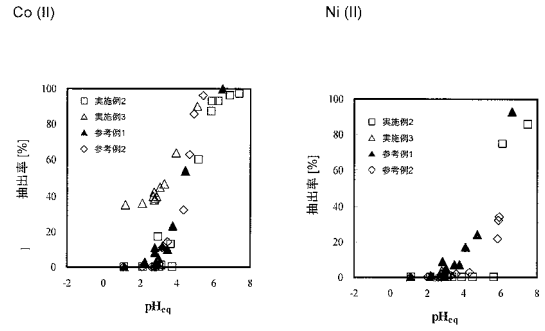 Co (II)
Ni (II)
100
80
60
40
20
0
抽出率 [%]
□ 実施例2
△ 実施例3
▲ 参考例1
◇ 参考例2
-2 0 2 4 6 8
pHeq
100
80
60
40
20
0
抽出率 [%]
□ 実施例2
△ 実施例3
▲ 参考例1
◇ 参考例2
-2 0 2 4 6 8
pHeq